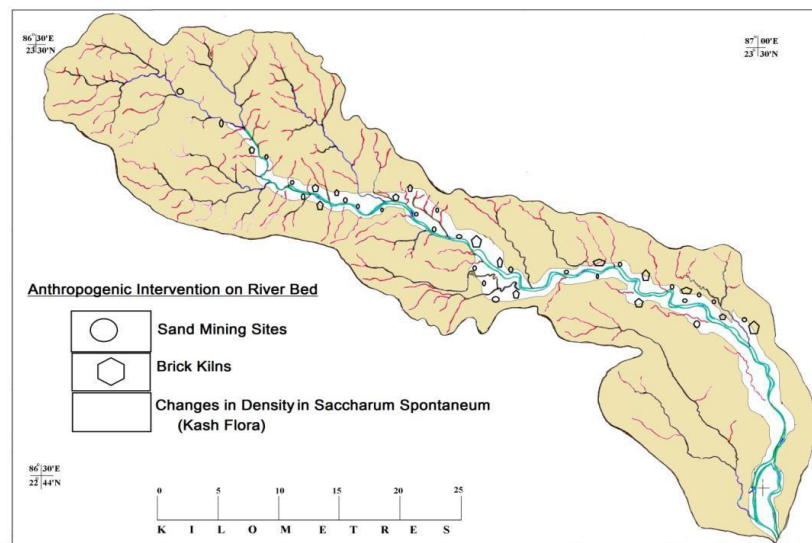 86°30'E
23°30'N
87°00'E
23°30'N
Anthropogenic Intervention on River Bed
Sand Mining Sites
Brick Kilns
Changes in Density in Saccharum Spontaneum
(Kash Flora)
86°30'E
22°44'N
0 5 10 15 20 25
K I L O M E T R E S